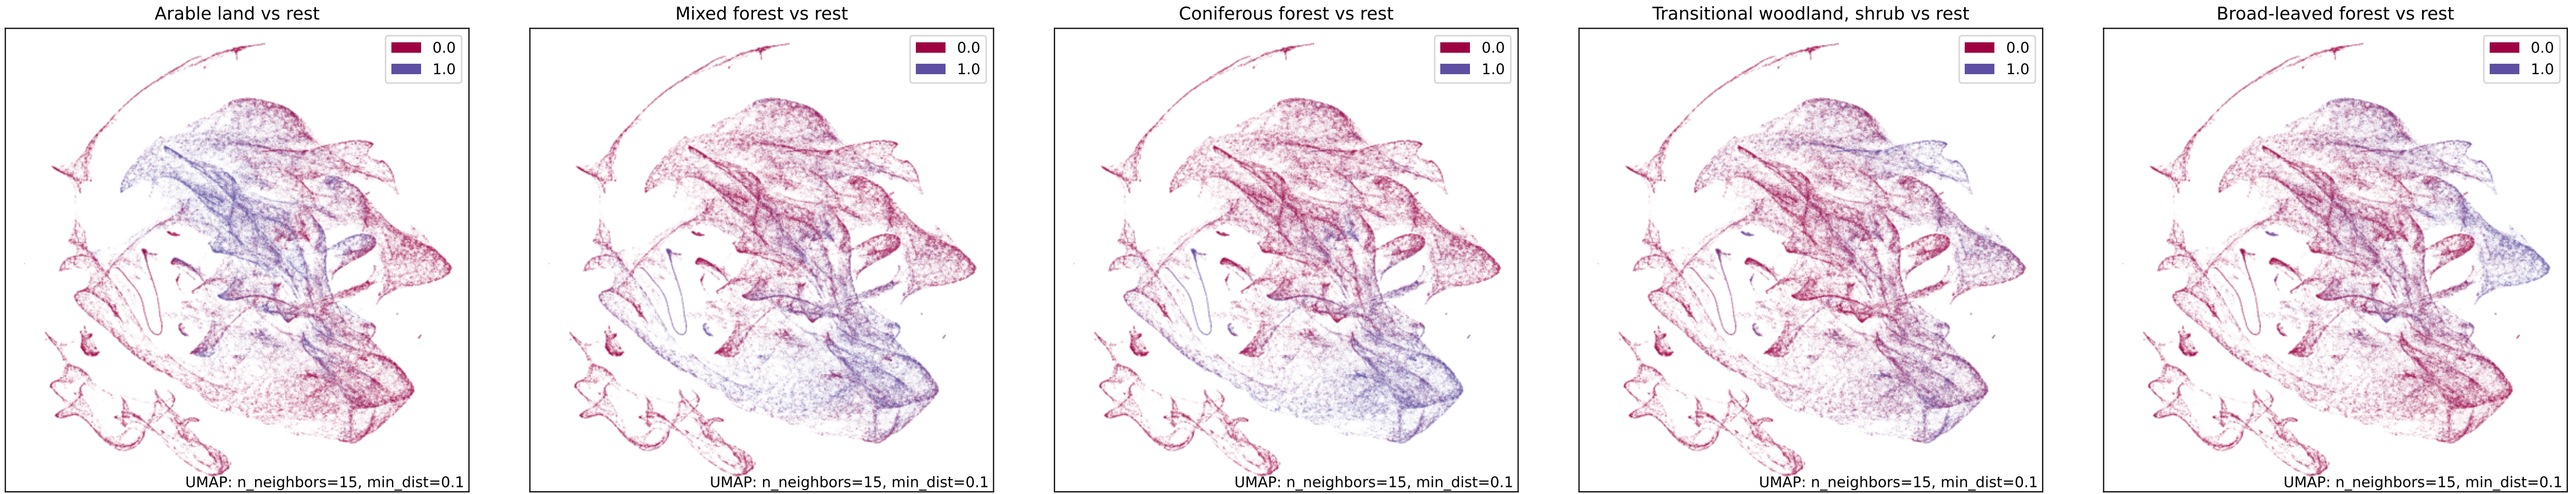 Arable land vs rest
0.0
1.0
UMAP: n_neighbors=15, min_dist=0.1
Mixed forest vs rest
0.0
1.0
UMAP: n_neighbors=15, min_dist=0.1
Coniferous forest vs rest
0.0
1.0
UMAP: n_neighbors=15, min_dist=0.1
Transitional woodland, shrub vs rest
0.0
1.0
UMAP: n_neighbors=15, min_dist=0.1
Broad-leaved forest vs rest
0.0
1.0
UMAP: n_neighbors=15, min_dist=0.1